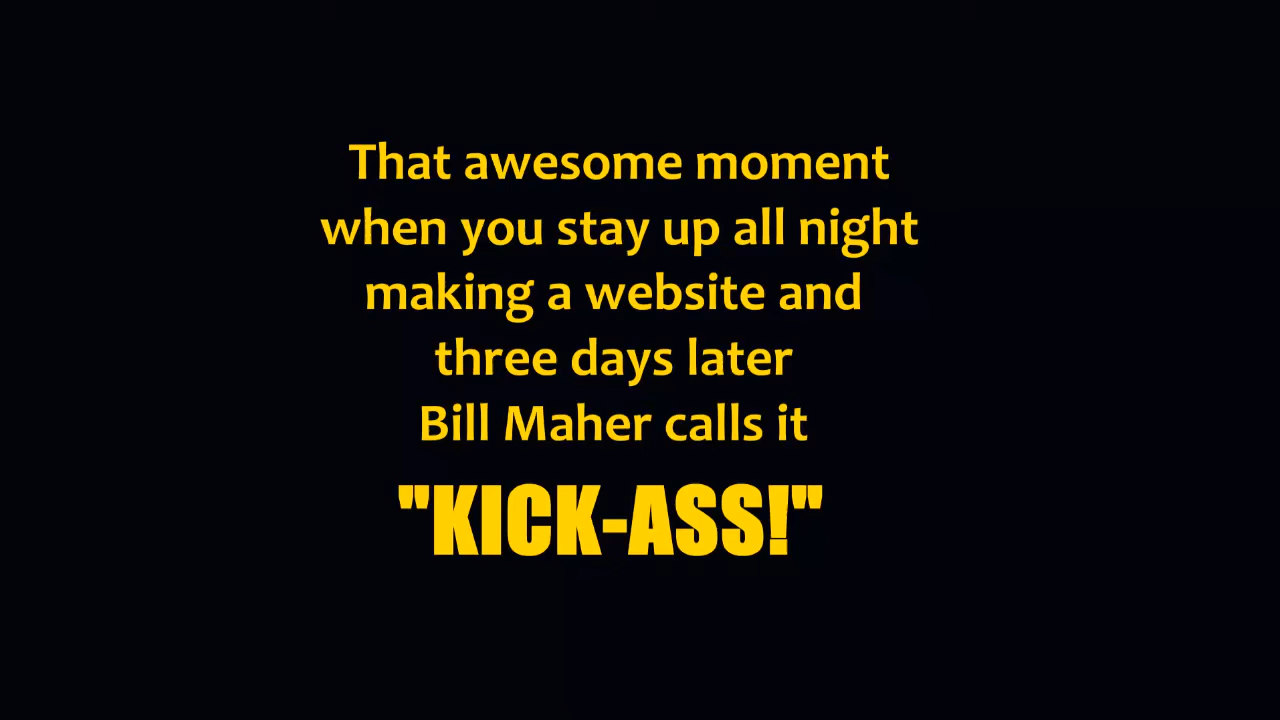 That awesome moment
when you stay up all night
making a website and
three days later
Bill Maher calls it
"KICK-ASS!"